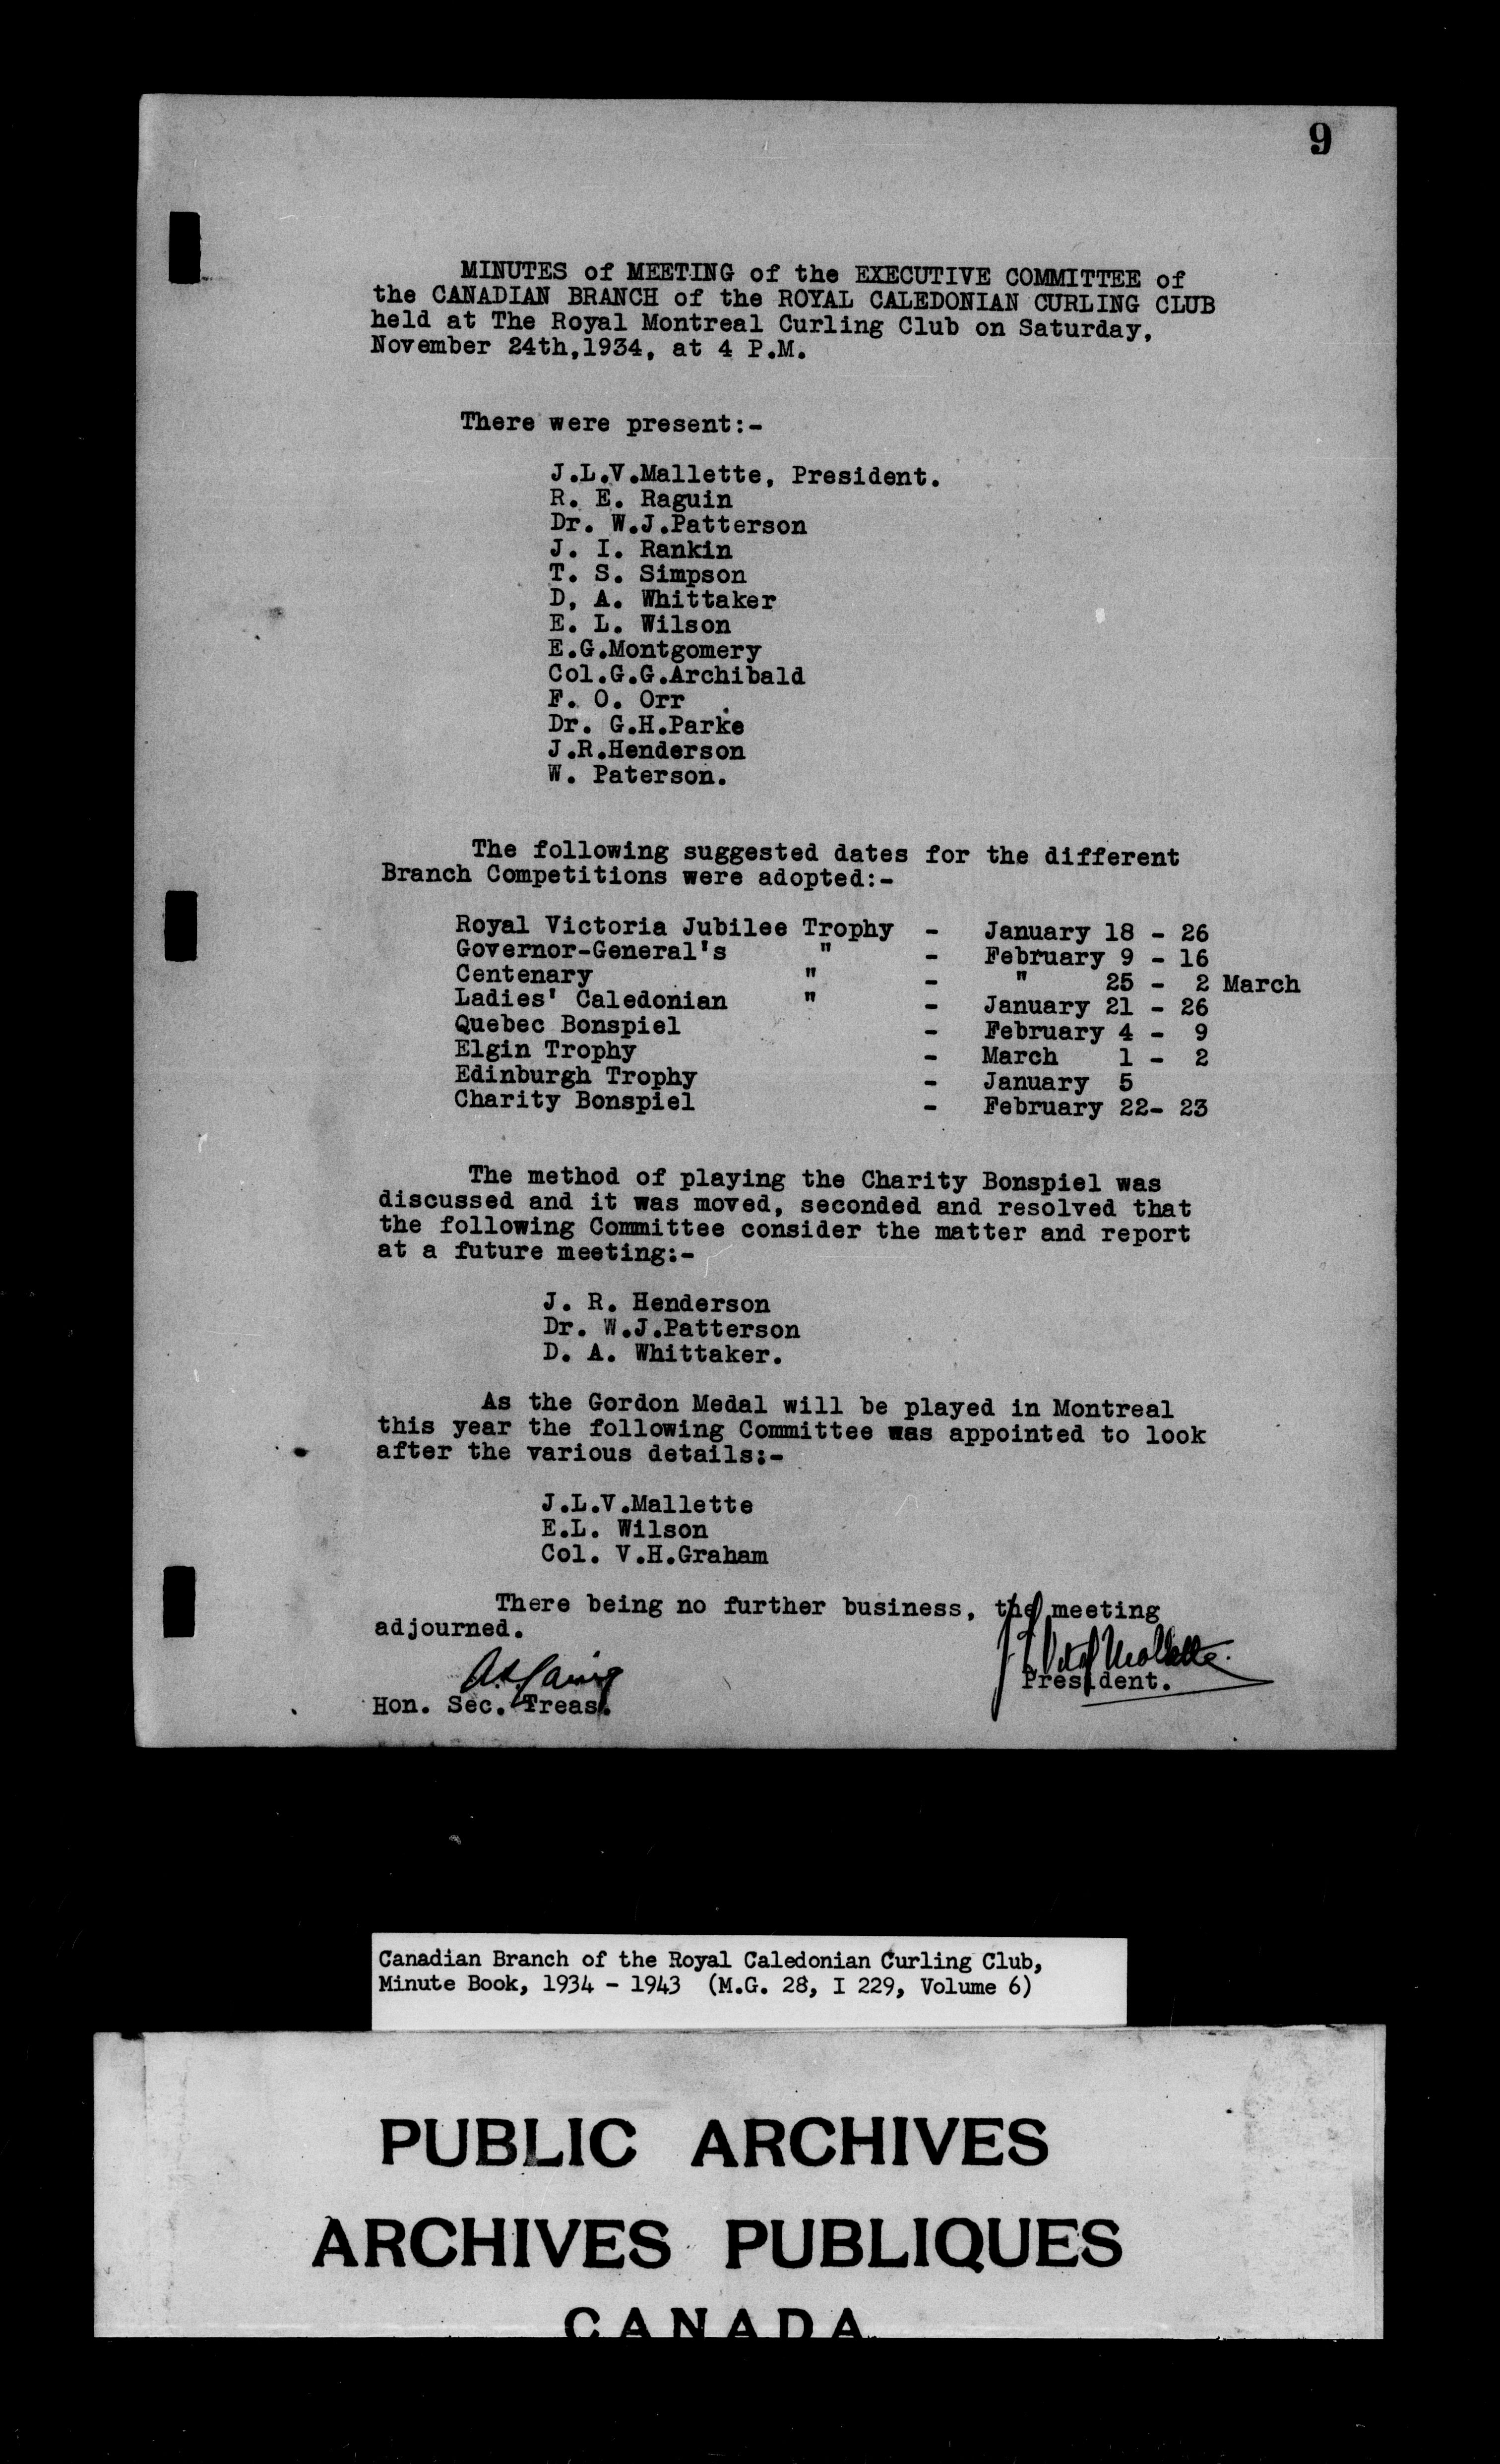 9
MINUTES of MEETING of the EXECUTIVE COMMITTEE of
the CANADIAN BRANCH of the ROYAL CALEDONIAN CURLING CLUB
held at The Royal Montreal Curling Club on Saturday,
November 24th,1934, at 4 P.M.
There were present:-
J.L.V.Mallette, President.
R. E. Raguin
Dr. W.J.Patterson
J. I. Rankin
T. S. Simpson
D, A. Whittaker
E. L. Wilson
E.G.Montgomery
Col.G.G.Archibald
F. O. Orr
Dr. G.H.Parke
J.R.Henderson
W. Paterson.
The following suggested dates for the different
Branch Competitions were adopted:-
Royal Victoria Jubilee Trophy - January 18 - 26
Governor-General's " - February 9 - 16
Centenary " - " 25 - 2 March
Ladies' Caledonian " - January 21 - 26
Quebec Bonspiel - February 4 - 9
Elgin Trophy - March 1 - 2
Edinburgh Trophy - January 5
Charity Bonspiel - February 22- 23
The method of playing the Charity Bonspiel was
discussed and it was moved, seconded and resolved that
the following Committee consider the matter and report
at a future meeting:-
J. R. Henderson
Dr. W.J.Patterson
D. A. Whittaker.
As the Gordon Medal will be played in Montreal
this year the following Committee was appointed to look
after the various details:-
J.L.V.Mallette
E.L. Wilson
Col. V.H.Graham
There being no further business, the meeting
adjourned.
Mallette
President.
Hon. Sec. Treas.
Canadian Branch of the Royal Caledonian Curling Club,
Minute Book, 1934 - 1943 (M.G. 28, I 229, Volume 6)
PUBLIC ARCHIVES
ARCHIVES PUBLIQUES
CANADA